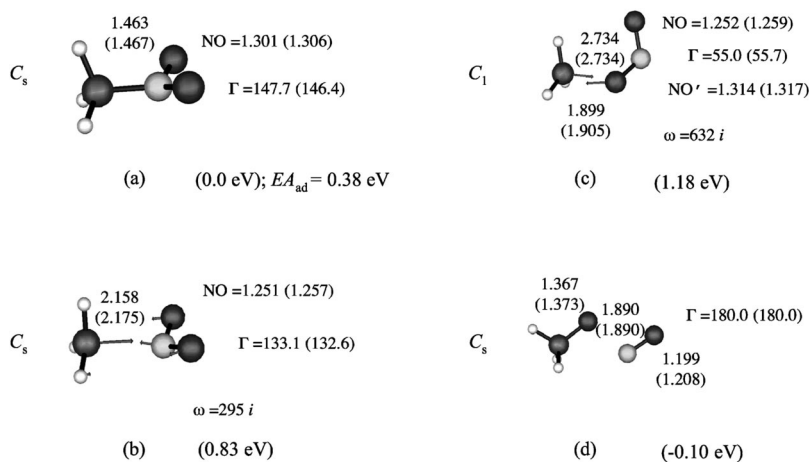 C_s
1.463
(1.467)
NO =1.301 (1.306)
Γ =147.7 (146.4)
(a) (0.0 eV); EA_ad = 0.38 eV
C_1
2.734
(2.734)
1.899
(1.905)
NO =1.252 (1.259)
Γ =55.0 (55.7)
NO′ =1.314 (1.317)
ω =632 i
(c) (1.18 eV)
C_s
2.158
(2.175)
NO =1.251 (1.257)
Γ =133.1 (132.6)
ω =295 i
(b) (0.83 eV)
C_s
1.367
(1.373)
1.890
(1.890)
Γ =180.0 (180.0)
1.199
(1.208)
(d) (-0.10 eV)